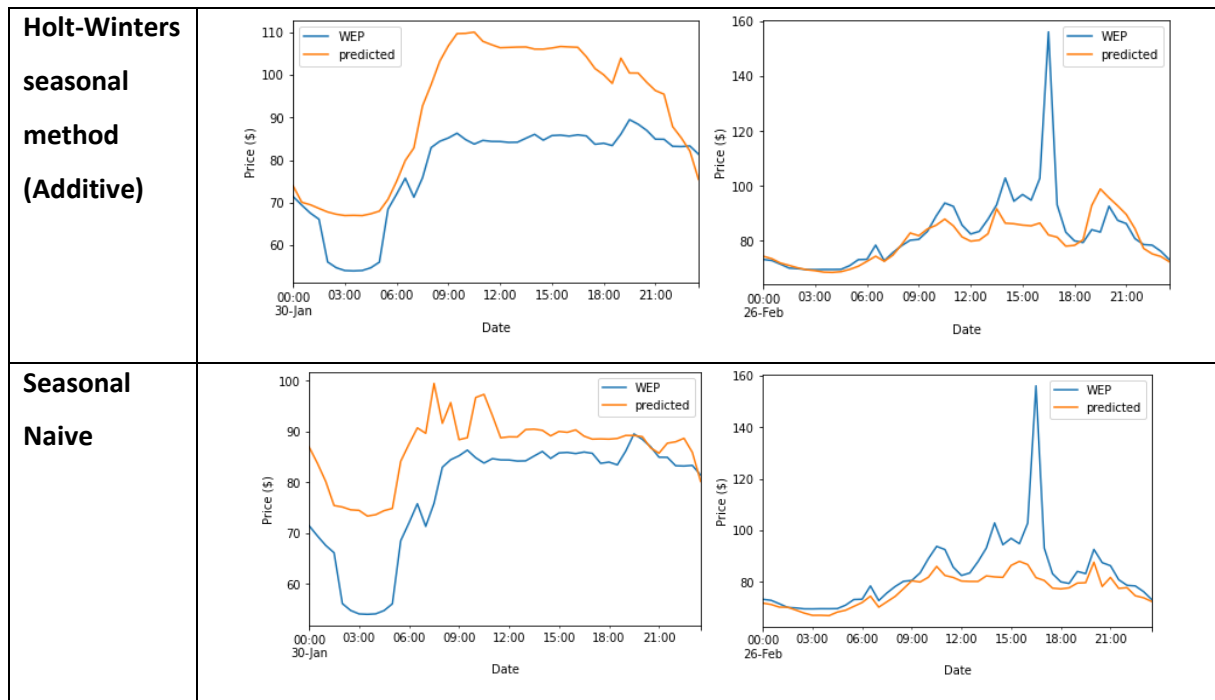 Holt-Winters
seasonal
method
(Additive)
110
100
90
80
70
60
Price ($)
WEP
predicted
00:00
30-Jan
03:00
06:00
09:00
12:00
15:00
18:00
21:00
Date
160
140
120
100
80
Price ($)
WEP
predicted
00:00
26-Feb
03:00
06:00
09:00
12:00
15:00
18:00
21:00
Date
Seasonal
Naive
100
90
80
70
60
Price ($)
WEP
predicted
00:00
30-Jan
03:00
06:00
09:00
12:00
15:00
18:00
21:00
Date
160
140
120
100
80
Price ($)
WEP
predicted
00:00
26-Feb
03:00
06:00
09:00
12:00
15:00
18:00
21:00
Date